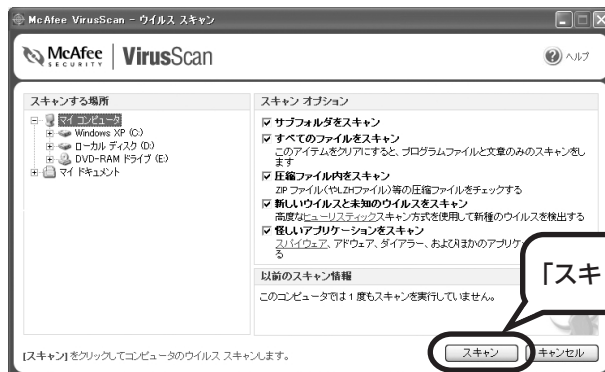 McAfee VirusScan - ウイルス スキャン
McAfee SECURITY VirusScan
ヘルプ
スキャンする場所
マイ コンピュータ
Windows XP (C:)
ローカル ディスク (D:)
DVD-RAM ドライブ (E:)
マイ ドキュメント
スキャン オプション
サブフォルダをスキャン
すべてのファイルをスキャン
このアイテムをクリアにすると、プログラムファイルと文章のみのスキャンをし
ます
圧縮ファイル内をスキャン
ZIP ファイル(やLZHファイル)等の圧縮ファイルをチェックする
新しいウイルスと未知のウイルスをスキャン
高度なヒューリスティックスキャン方式を使用して新種のウイルスを検出する
怪しいアプリケーションをスキャン
スパイウェア、アドウェア、ダイアラー、およびほかのアプリケ
る
以前のスキャン情報
このコンピュータでは 1 度もスキャンを実行していません。
「スキ
[スキャン] をクリックしてコンピュータのウイルス スキャンします。
スキャン
キャンセル